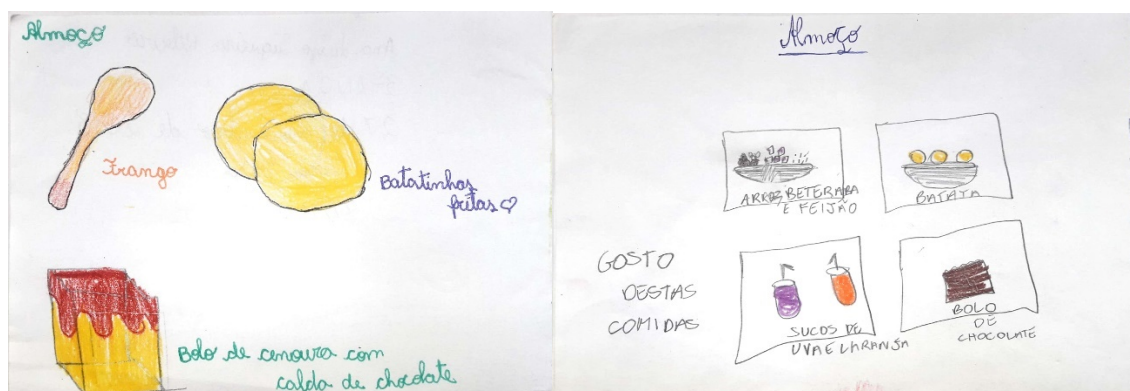 Almoço
Frango
Batatinhas
fritas
Bolo de cenoura com
calda de chocolate
Almoço
ARROZ BETERABA
E FEIJÃO
BATATA
GOSTO
DESTAS
COMIDAS
SUCOS DE
UVA E LARANJA
BOLO
DE
CHOCOLATE